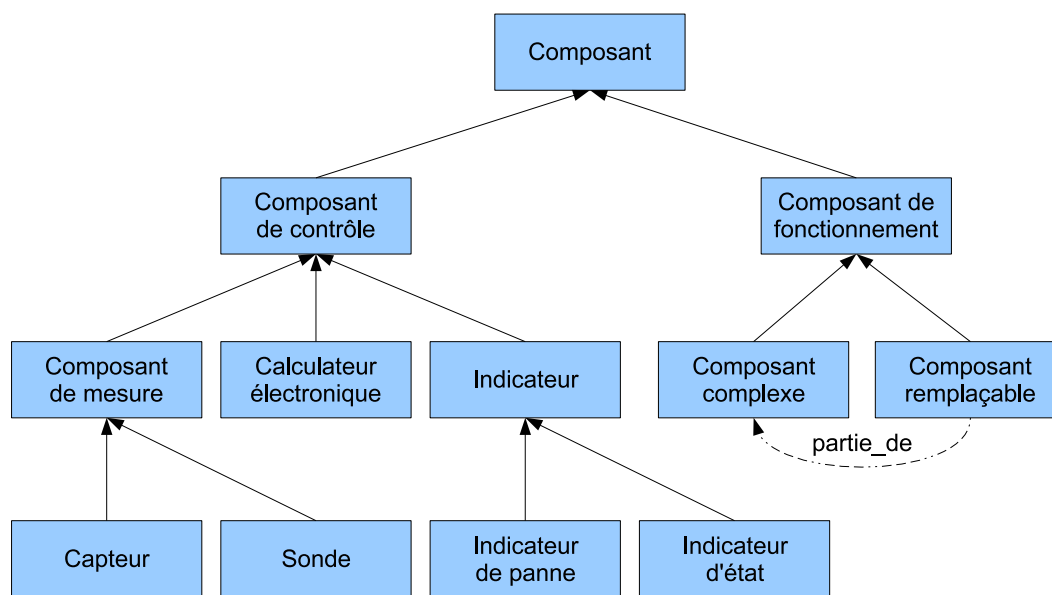 Composant
Composant
de contrôle
Composant de
fonctionnement
Composant
de mesure
Calculateur
électronique
Indicateur
Composant
complexe
Composant
remplaçable
partie_de
Capteur
Sonde
Indicateur
de panne
Indicateur
d'état